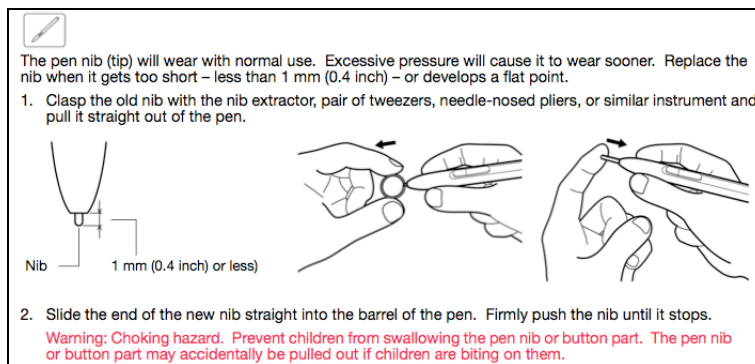 The pen nib (tip) will wear with normal use. Excessive pressure will cause it to wear sooner. Replace the
nib when it gets too short – less than 1 mm (0.4 inch) – or develops a flat point.
1. Clasp the old nib with the nib extractor, pair of tweezers, needle-nosed pliers, or similar instrument and
pull it straight out of the pen.
Nib
1 mm (0.4 inch) or less)
2. Slide the end of the new nib straight into the barrel of the pen. Firmly push the nib until it stops.
Warning: Choking hazard. Prevent children from swallowing the pen nib or button part. The pen nib
or button part may accidentally be pulled out if children are biting on them.